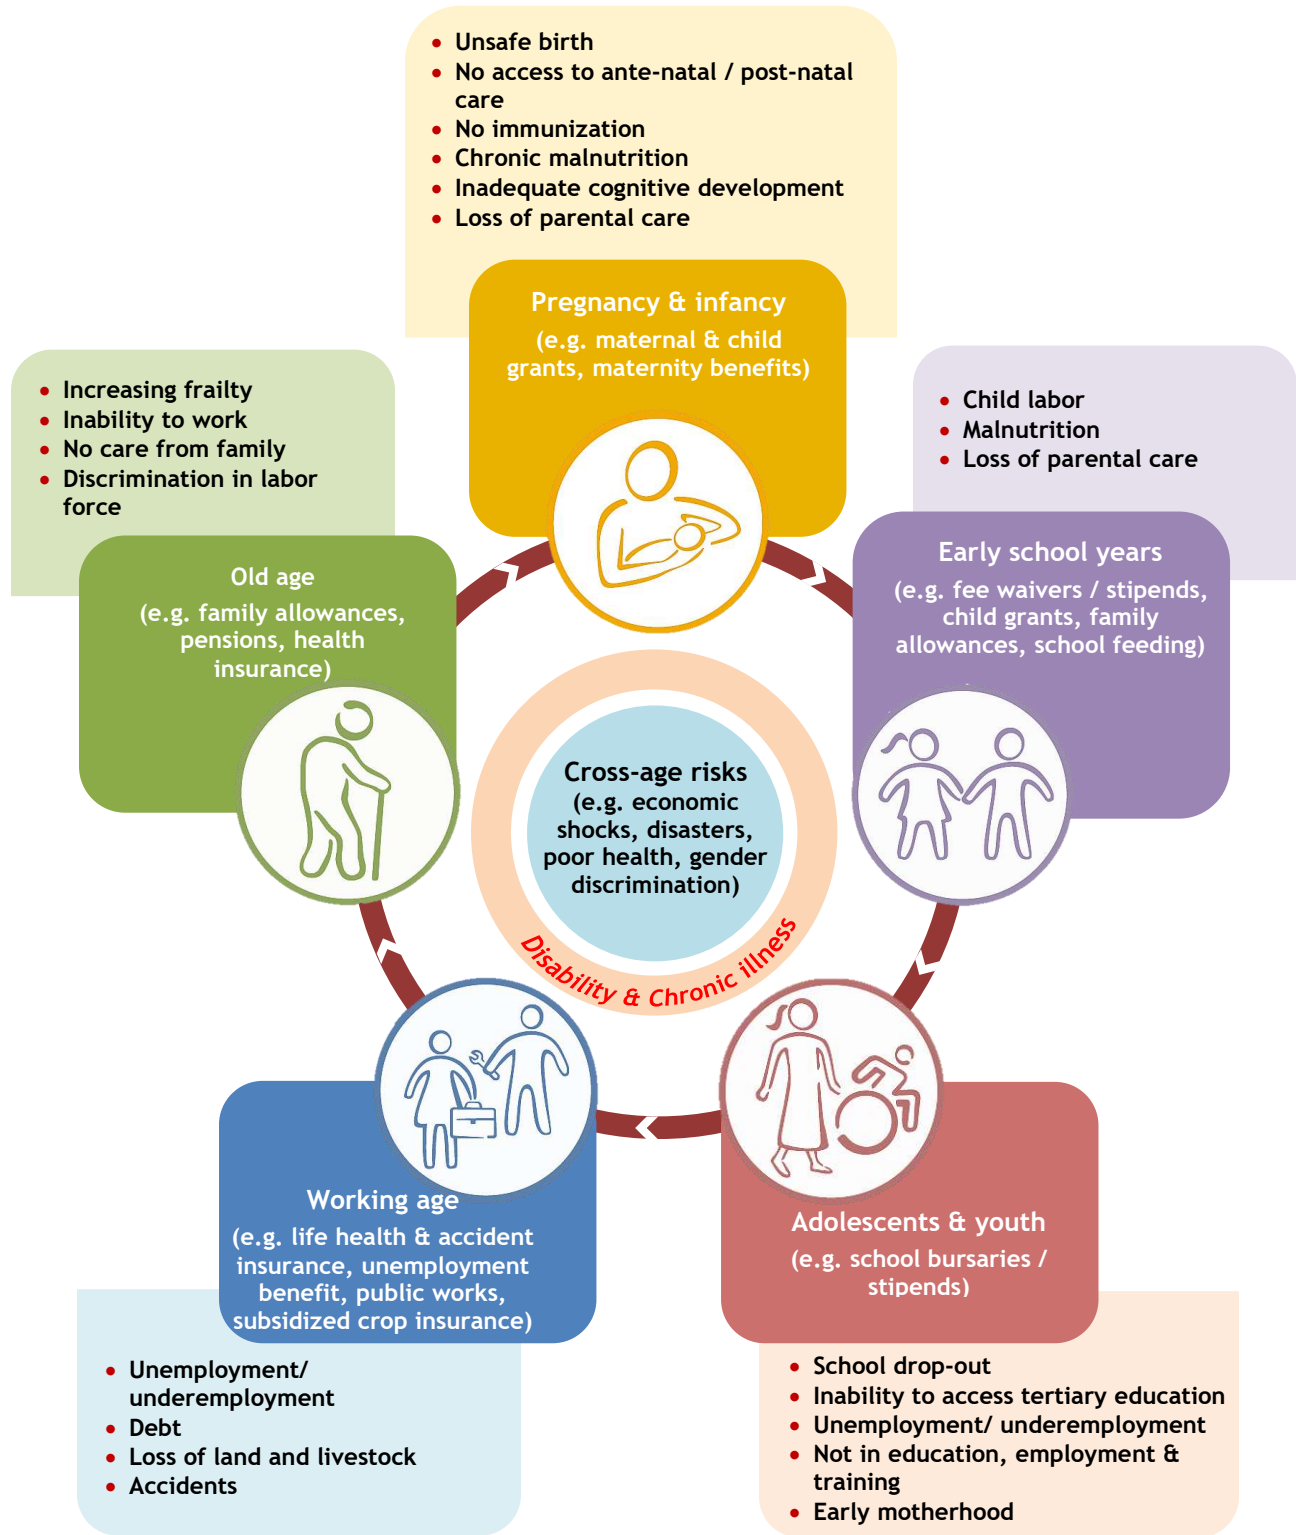 • Unsafe birth
• No access to ante-natal / post-natal
care
• No immunization
• Chronic malnutrition
• Inadequate cognitive development
• Loss of parental care
Pregnancy & infancy
(e.g. maternal & child
grants, maternity benefits)
• Child labor
• Malnutrition
• Loss of parental care
Early school years
(e.g. fee waivers / stipends,
child grants, family
allowances, school feeding)
• Increasing frailty
• Inability to work
• No care from family
• Discrimination in labor
force
Old age
(e.g. family allowances,
pensions, health
insurance)
Cross-age risks
(e.g. economic
shocks, disasters,
poor health, gender
discrimination)
Disability & Chronic illness
Working age
(e.g. life health & accident
insurance, unemployment
benefit, public works,
subsidized crop insurance)
• Unemployment/
underemployment
• Debt
• Loss of land and livestock
• Accidents
Adolescents & youth
(e.g. school bursaries /
stipends)
• School drop-out
• Inability to access tertiary education
• Unemployment/ underemployment
• Not in education, employment &
training
• Early motherhood